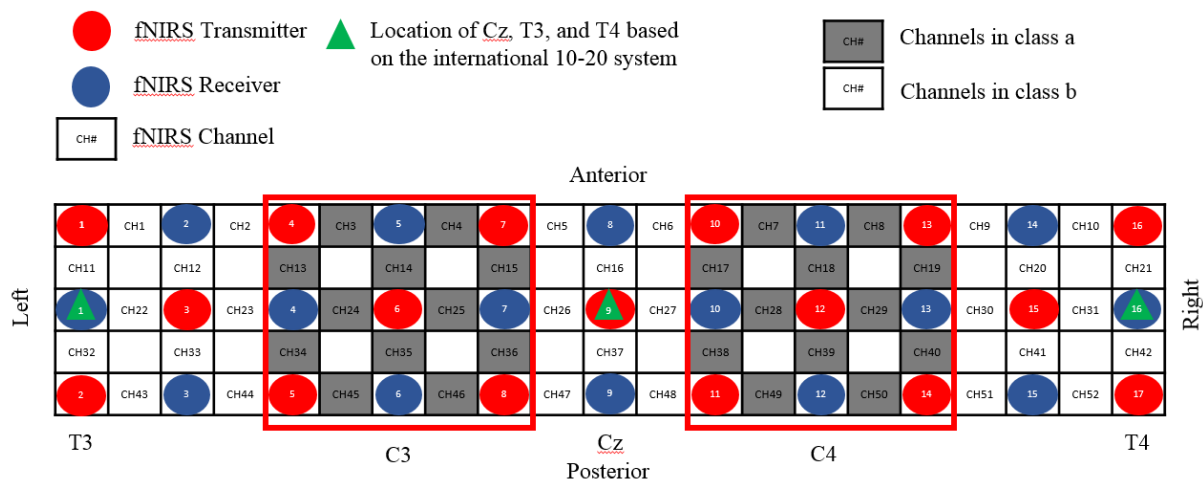 fNIRS Transmitter
Location of Cz, T3, and T4 based
on the international 10-20 system
CH# Channels in class a
fNIRS Receiver
CH# Channels in class b
CH# fNIRS Channel
Anterior
1 CH1 2 CH2 4 CH3 5 CH4 7 CH5 8 CH6 10 CH7 11 CH8 13 CH9 14 CH10 16
CH11 CH12 CH13 CH14 CH15 CH16 CH17 CH18 CH19 CH20 CH21
Left 1 CH22 3 CH23 4 CH24 6 CH25 7 CH26 9 CH27 10 CH28 12 CH29 13 CH30 15 CH31 16 Right
CH32 CH33 CH34 CH35 CH36 CH37 CH38 CH39 CH40 CH41 CH42
2 CH43 3 CH44 5 CH45 6 CH46 8 CH47 9 CH48 11 CH49 12 CH50 14 CH51 15 CH52 17
T3 C3 Cz C4 T4
Posterior